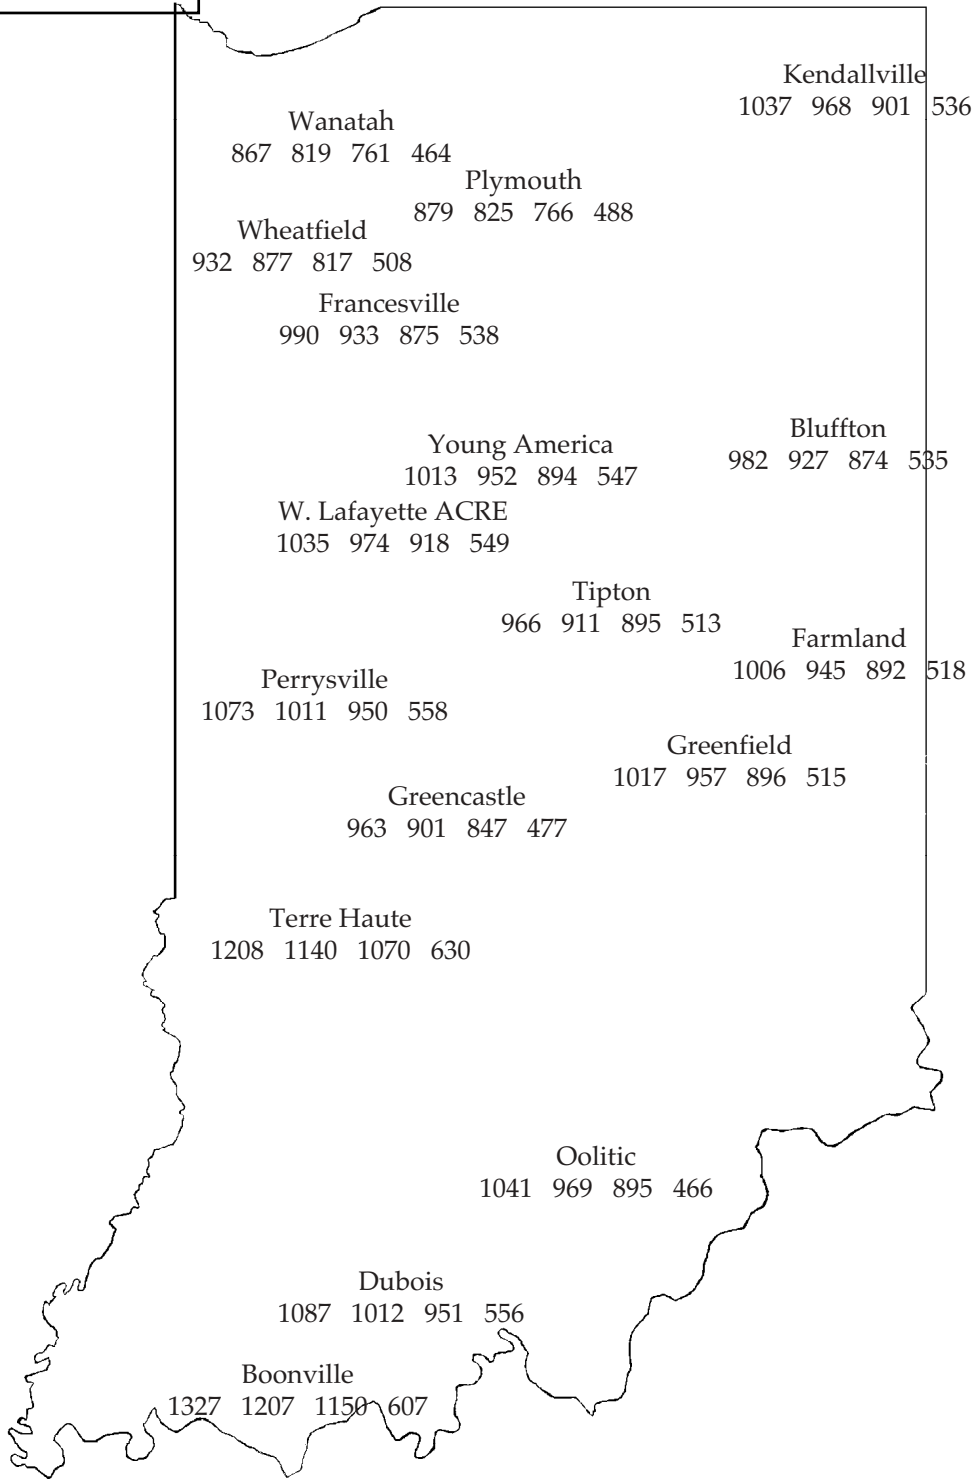 Kendallville
1037 968 901 536
Wanatah
867 819 761 464
Plymouth
879 825 766 488
Wheatfield
932 877 817 508
Francesville
990 933 875 538
Bluffton
982 927 874 535
Young America
1013 952 894 547
W. Lafayette ACRE
1035 974 918 549
Tipton
966 911 895 513
Farmland
1006 945 892 518
Perrysville
1073 1011 950 558
Greenfield
1017 957 896 515
Greencastle
963 901 847 477
Terre Haute
1208 1140 1070 630
Oolitic
1041 969 895 466
Dubois
1087 1012 951 556
Boonville
1327 1207 1150 607